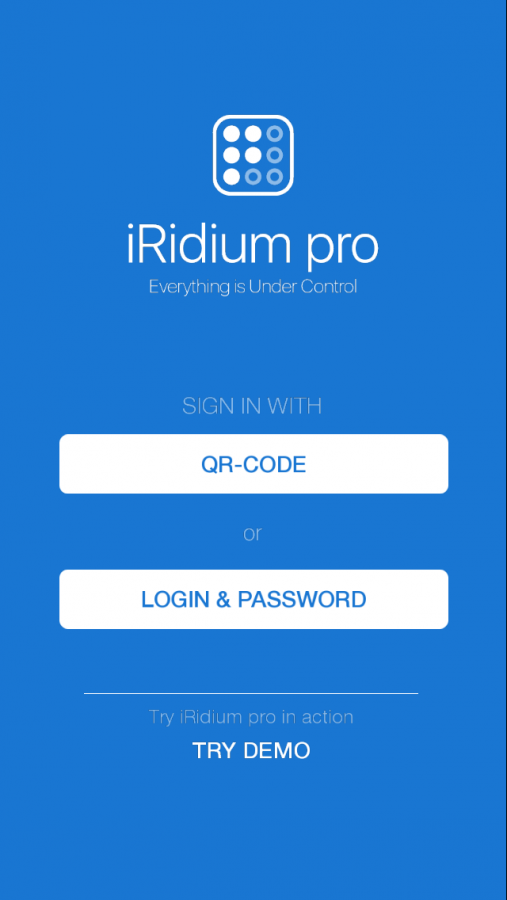 iRidium pro
Everything is Under Control
SIGN IN WITH
QR-CODE
or
LOGIN & PASSWORD
Try iRidium pro in action
TRY DEMO